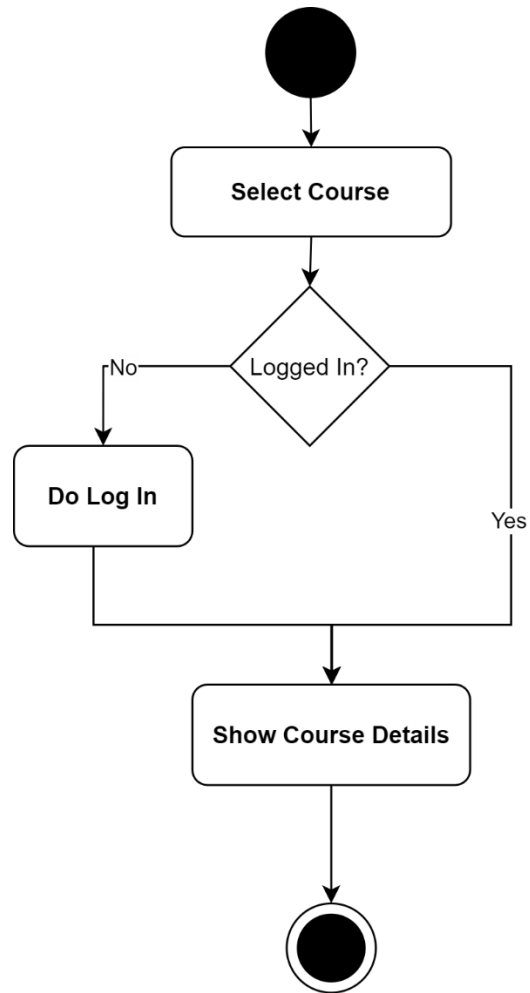 Select Course
Logged In?
No
Do Log In
Yes
Show Course Details